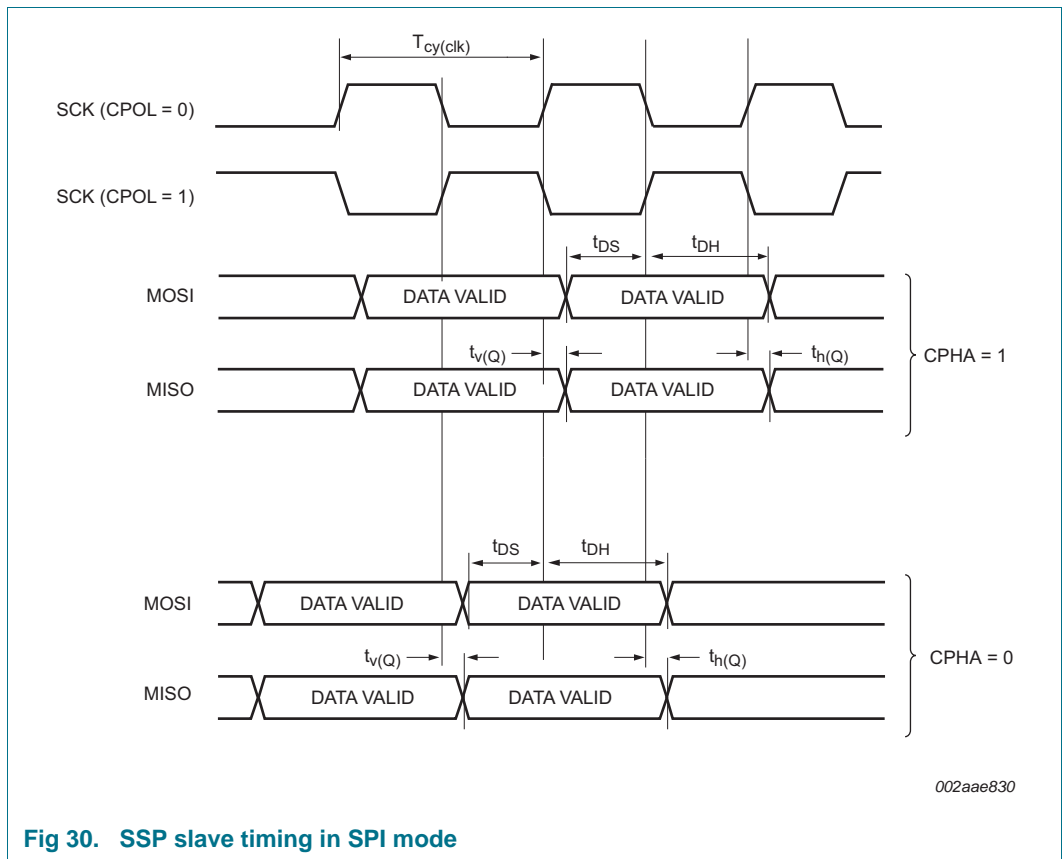 Tcy(clk)
SCK (CPOL = 0)
SCK (CPOL = 1)
tDS tDH
MOSI DATA VALID DATA VALID
tv(Q) th(Q)
MISO DATA VALID DATA VALID
CPHA = 1
tDS tDH
MOSI DATA VALID DATA VALID
tv(Q) th(Q)
MISO DATA VALID DATA VALID
CPHA = 0
002aae830
Fig 30. SSP slave timing in SPI mode